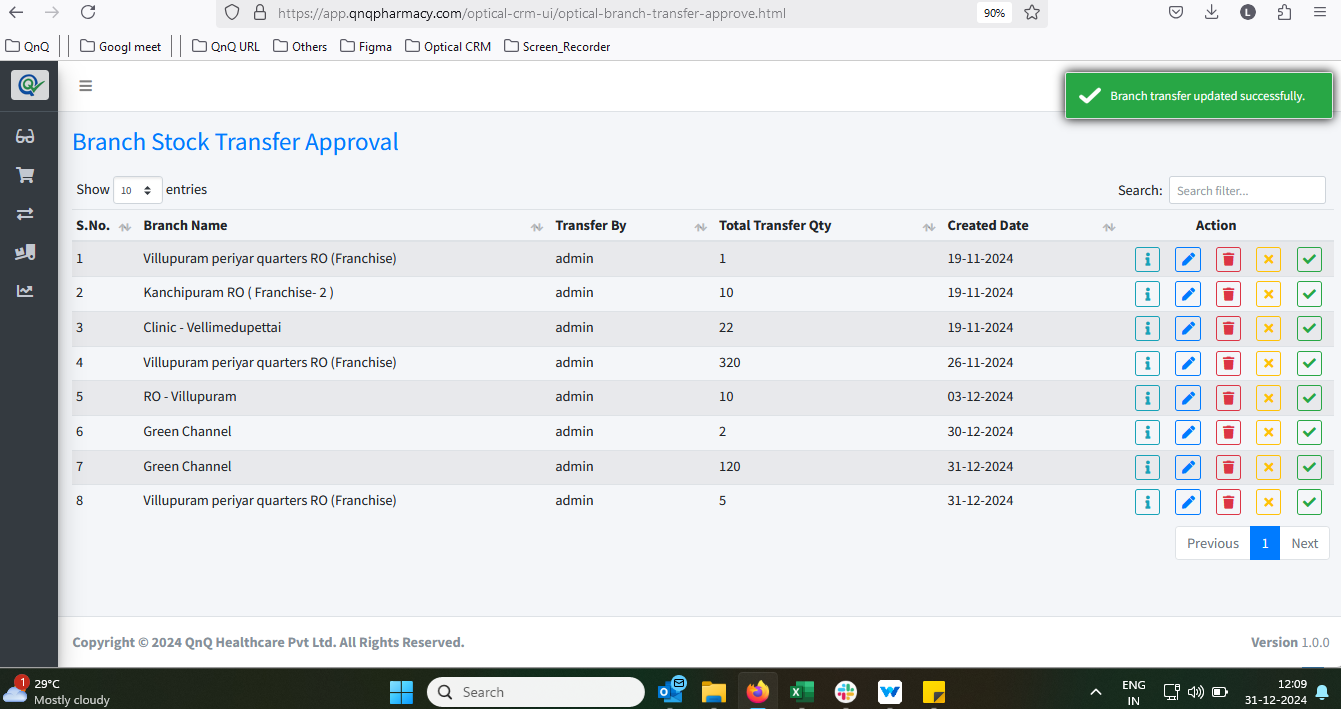 https://app.qnqpharmacy.com/optical-crm-ui/optical-branch-transfer-approve.html
90%
L
QnQ
Googl meet
QnQ URL
Others
Figma
Optical CRM
Screen_Recorder
Branch transfer updated successfully.
Branch Stock Transfer Approval
Show 10 entries
Search: Search filter...
S.No. Branch Name Transfer By Total Transfer Qty Created Date Action
1 Villupuram periyar quarters RO (Franchise) admin 1 19-11-2024
2 Kanchipuram RO ( Franchise- 2 ) admin 10 19-11-2024
3 Clinic - Vellimedupettai admin 22 19-11-2024
4 Villupuram periyar quarters RO (Franchise) admin 320 26-11-2024
5 RO - Villupuram admin 10 03-12-2024
6 Green Channel admin 2 30-12-2024
7 Green Channel admin 120 31-12-2024
8 Villupuram periyar quarters RO (Franchise) admin 5 31-12-2024
Previous 1 Next
Copyright © 2024 QnQ Healthcare Pvt Ltd. All Rights Reserved.
Version 1.0.0
1
29°C
Mostly cloudy
Search
ENG
IN
12:09
31-12-2024